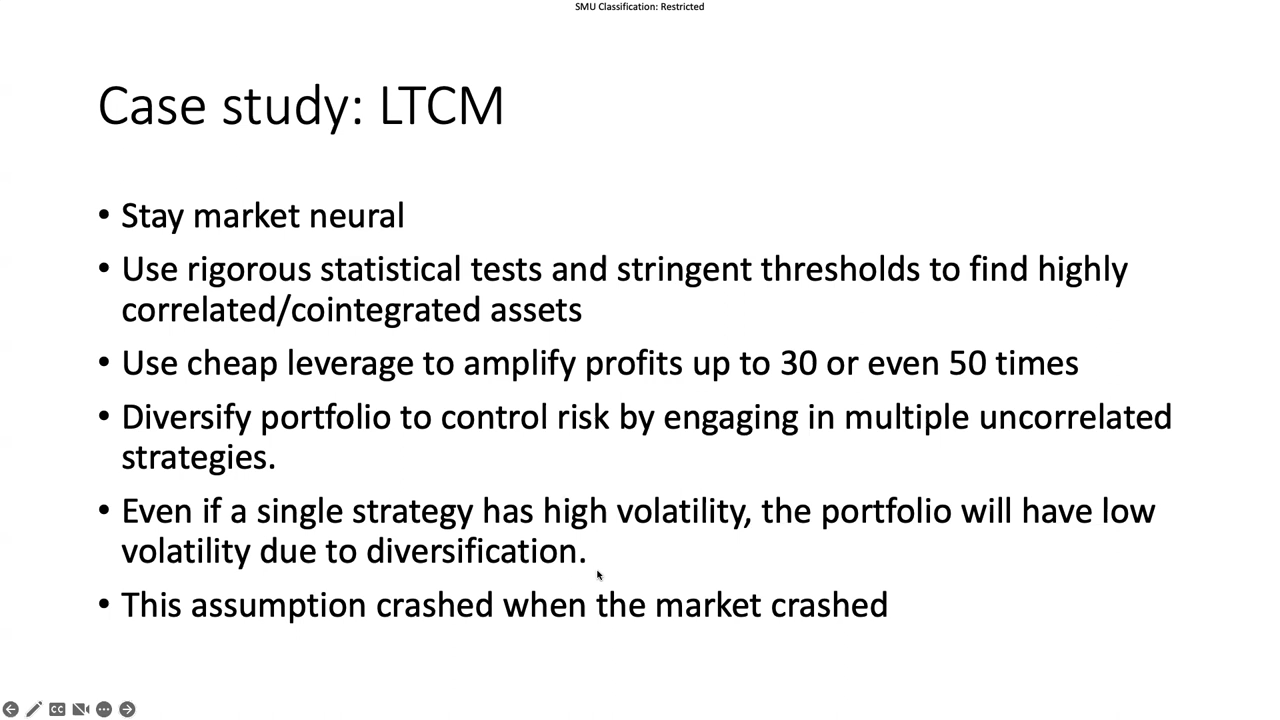 SMU Classification: Restricted
Case study: LTCM
• Stay market neural
• Use rigorous statistical tests and stringent thresholds to find highly
correlated/cointegrated assets
• Use cheap leverage to amplify profits up to 30 or even 50 times
• Diversify portfolio to control risk by engaging in multiple uncorrelated
strategies.
• Even if a single strategy has high volatility, the portfolio will have low
volatility due to diversification.
• This assumption crashed when the market crashed
CC